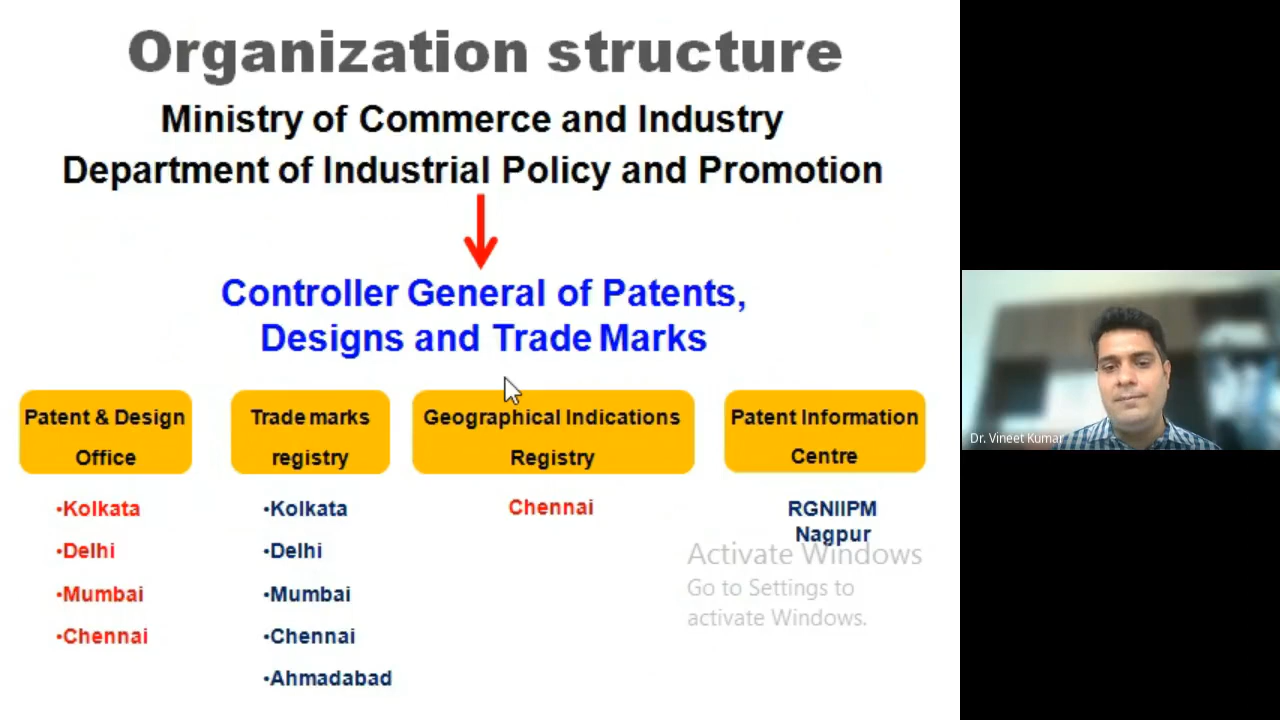 Organization structure
Ministry of Commerce and Industry
Department of Industrial Policy and Promotion
Controller General of Patents,
Designs and Trade Marks
Patent & Design
Office
•Kolkata
•Delhi
•Mumbai
•Chennai
Trade marks
registry
•Kolkata
•Delhi
•Mumbai
•Chennai
•Ahmadabad
Geographical Indications
Registry
Chennai
Patent Information
Centre
RGNIIPM
Nagpur
Activate Windows
Go to Settings to
activate Windows.
Dr. Vineet Kumar